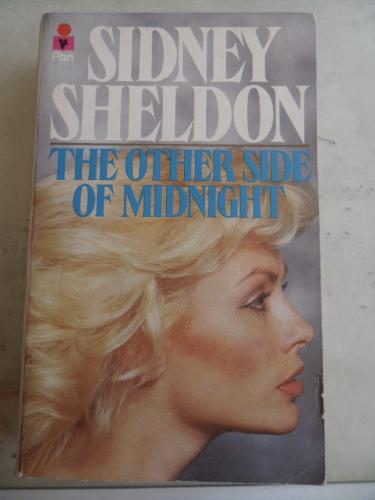 Pan
SIDNEY
SHELDON
THE OTHER SIDE
OF MIDNIGHT